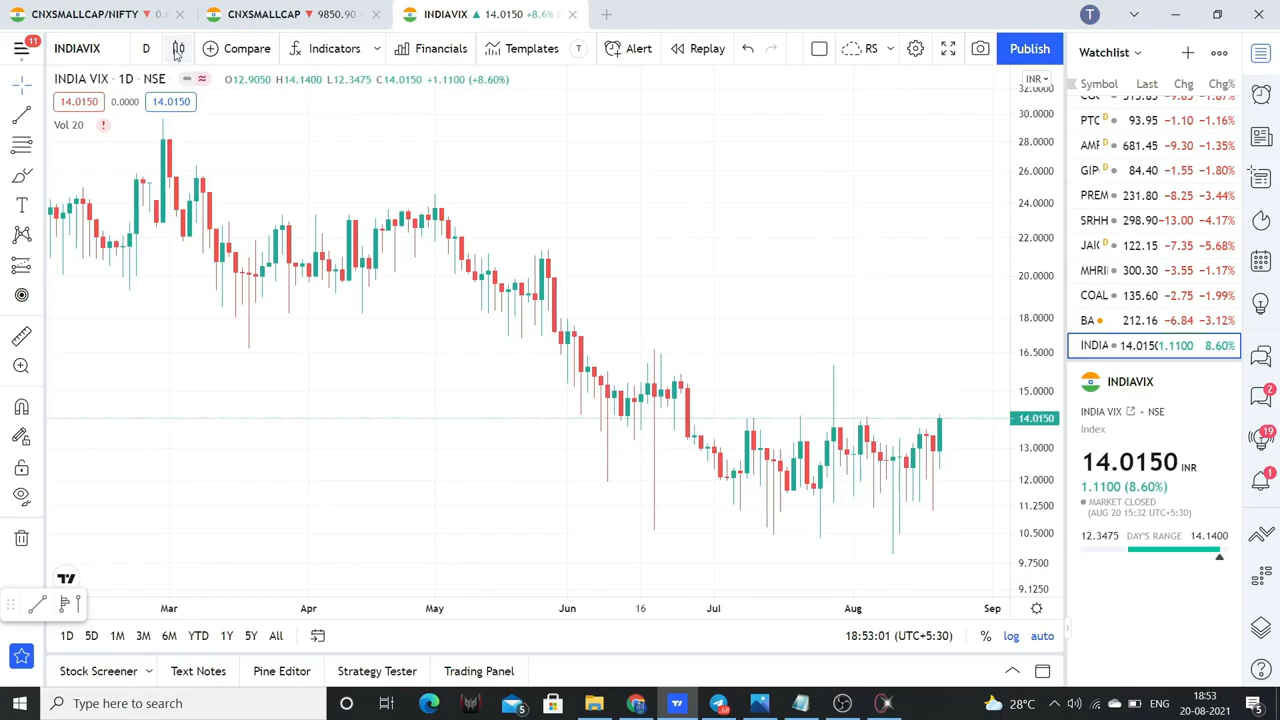 CNXSMALLCAP/NIFTY ▼ 0.6
CNXSMALLCAP ▼ 9850.90 −
INDIAVIX ▲ 14.0150 +8.6%
T
11
INDIAVIX
D
Compare
Indicators
Financials
Templates
T
Alert
Replay
RS
Publish
Watchlist
INDIA VIX · 1D · NSE
O12.9050 H14.1400 L12.3475 C14.0150 +1.1100 (+8.60%)
INR
14.0150 0.0000 14.0150
Vol 20
32.0000
30.0000
28.0000
26.0000
24.0000
22.0000
20.0000
18.0000
16.5000
15.0000
14.0150
13.0000
12.0000
11.2500
10.5000
9.7500
9.1250
Symbol Last Chg Chg%
PTC D 93.95 −1.10 −1.16%
AMF D 681.45 −9.30 −1.35%
GIP D 84.40 −1.55 −1.80%
PREM 231.80 −8.25 −3.44%
SRHH 298.90 −13.00 −4.17%
JAIC D 122.15 −7.35 −5.68%
MHRI 300.30 −3.55 −1.17%
COAL 135.60 −2.75 −1.99%
BA 212.16 −6.84 −3.12%
INDIA 14.0150 1.1100 8.60%
INDIAVIX
INDIA VIX • NSE
Index
14.0150 INR
1.1100 (8.60%)
MARKET CLOSED
(AUG 20 15:32 UTC+5:30)
12.3475 DAY'S RANGE 14.1400
2
19
1
Mar Apr May Jun 16 Jul Aug Sep
1D 5D 1M 3M 6M YTD 1Y 5Y All
18:53:01 (UTC+5:30)
% log auto
Stock Screener
Text Notes
Pine Editor
Strategy Tester
Trading Panel
Type here to search
5
28°C
18:53
20-08-2021
5